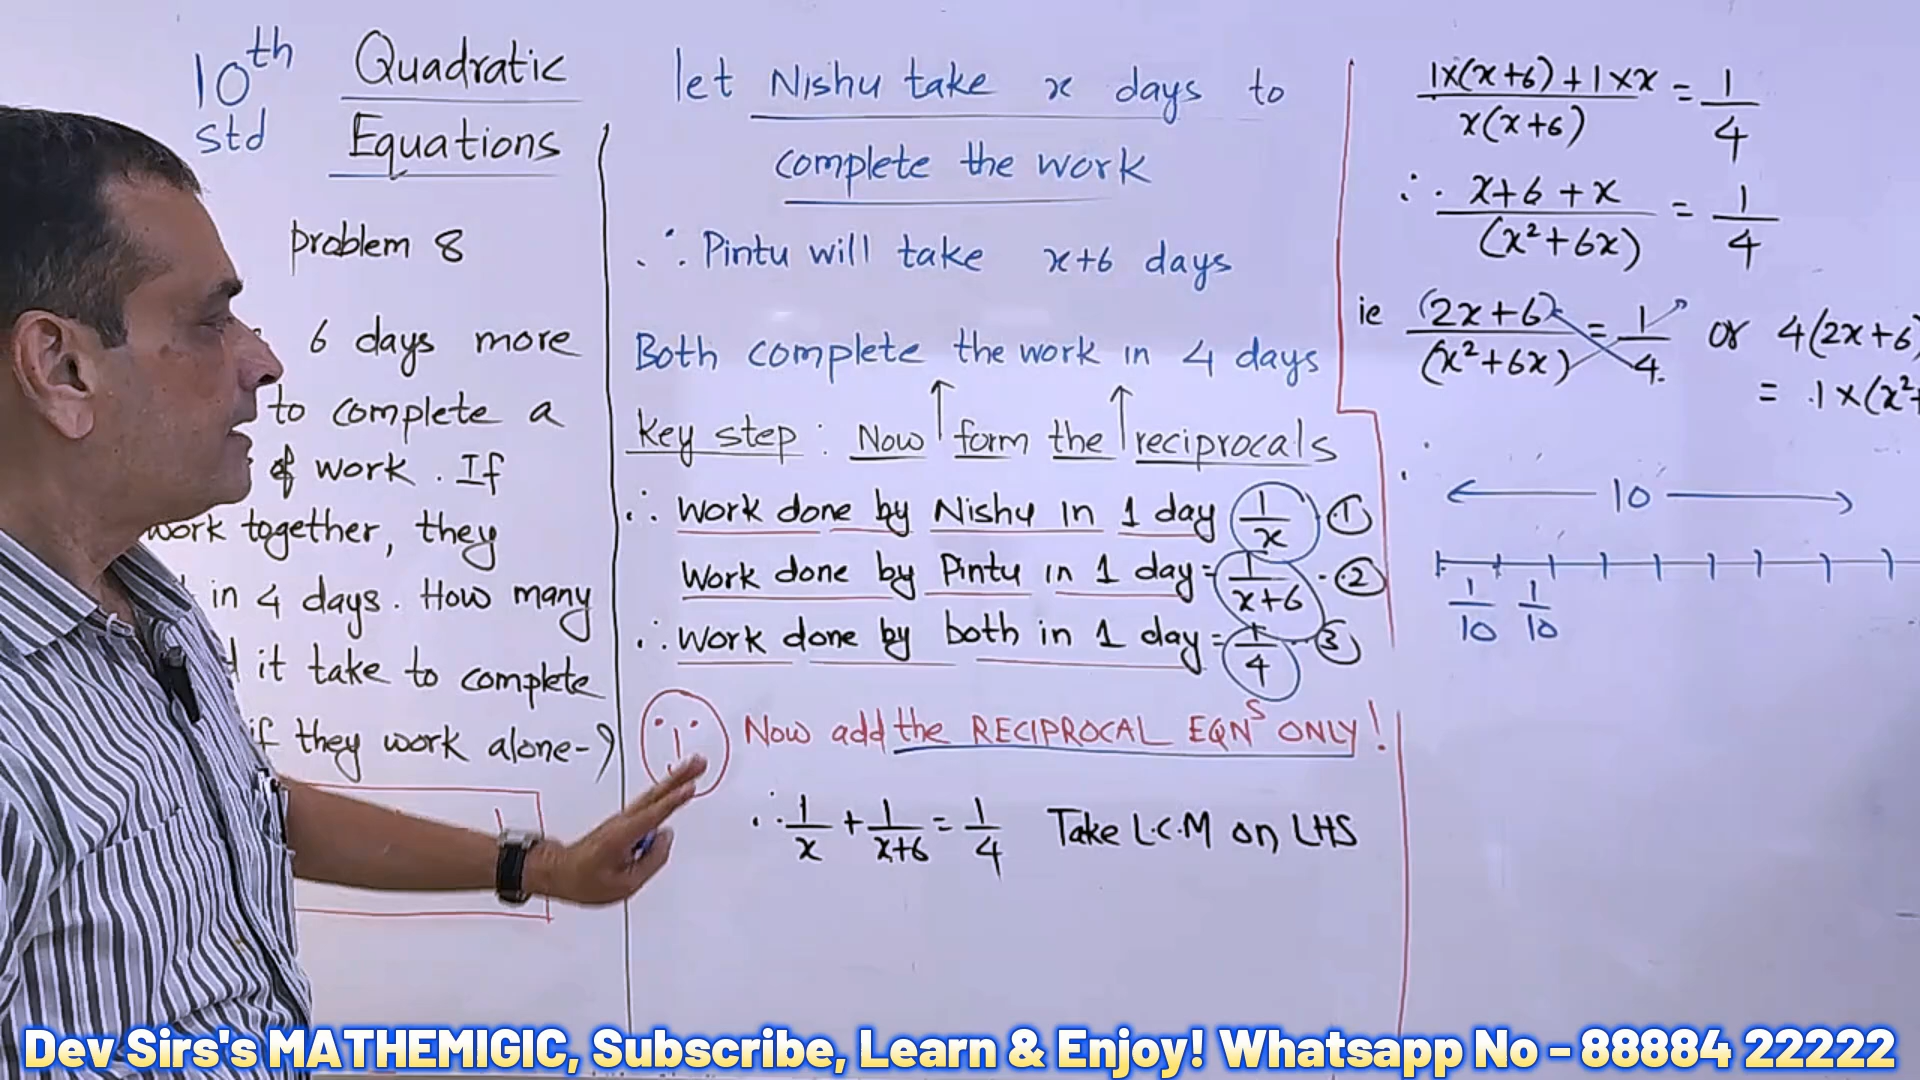 10th
std
Quadratic
Equations
problem 8
6 days more
to complete a
of work. If
work together, they
in 4 days. How many
it take to complete
if they work alone-?
let Nishu take x days to
complete the work
∴ Pintu will take x+6 days
Both complete the work in 4 days
Key step: Now form the reciprocals
∴ Work done by Nishu in 1 day 1/x ①
Work done by Pintu in 1 day = 1/x+6 - ②
∴ Work done by both in 1 day = 1/4 - ③
Now add the RECIPROCAL EQNS ONLY!
∴ 1/x + 1/x+6 = 1/4 Take L.C.M on LHS
1×(x+6)+1×x / x(x+6) = 1/4
∴ x+6+x / (x²+6x) = 1/4
ie (2x+6) / (x²+6x) = 1/4 or 4(2x+6)
= 1×(x²+
10
1/10 1/10
Dev Sirs's MATHEMIGIC, Subscribe, Learn & Enjoy! Whatsapp No - 88884 22222